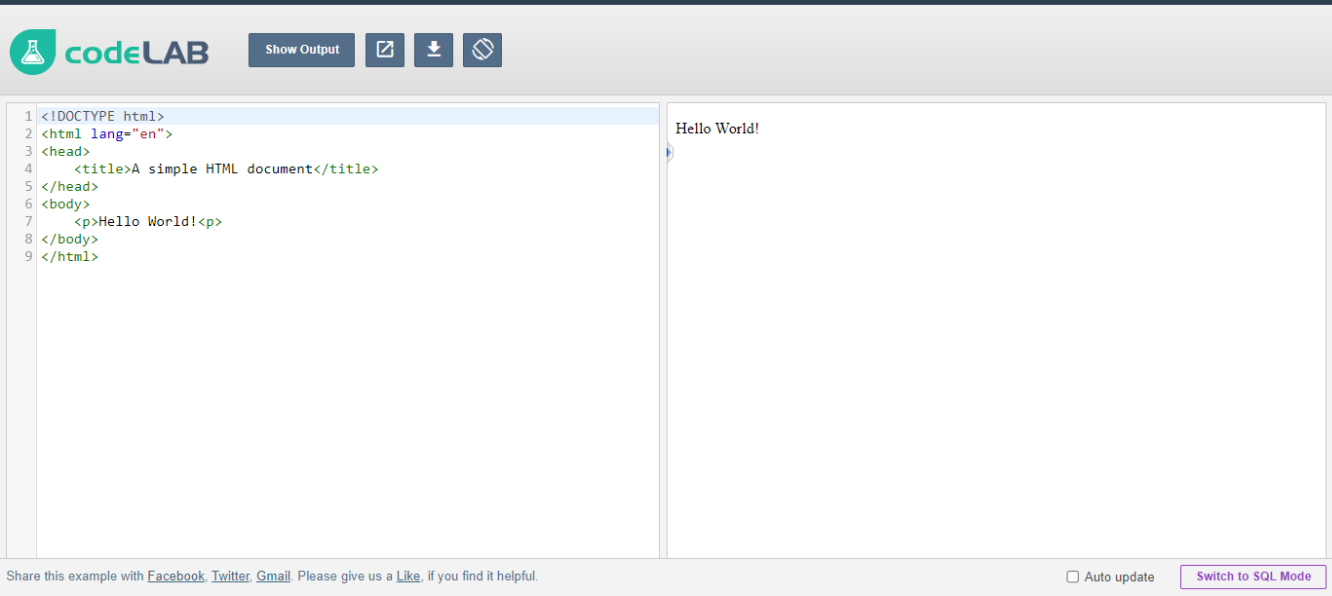 codeLAB
Show Output
1 <!DOCTYPE html>
2 <html lang="en">
3 <head>
4     <title>A simple HTML document</title>
5 </head>
6 <body>
7     <p>Hello World!<p>
8 </body>
9 </html>
Hello World!
Share this example with Facebook, Twitter, Gmail. Please give us a Like, if you find it helpful.
Auto update
Switch to SQL Mode